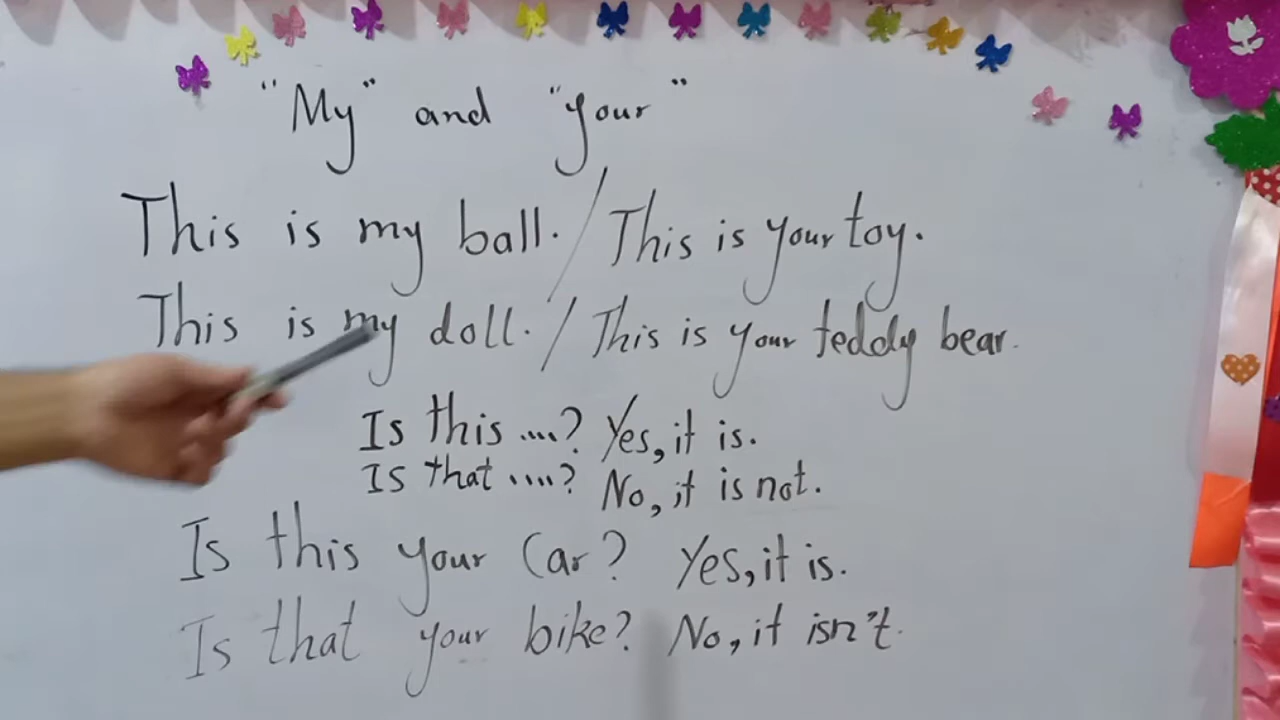 "My" and "your"
This is my ball. / This is your toy.
This is my doll. / This is your teddy bear.
Is this ....? Yes, it is.
Is that ....? No, it is not.
Is this your Car? Yes, it is.
Is that your bike? No, it isn't.